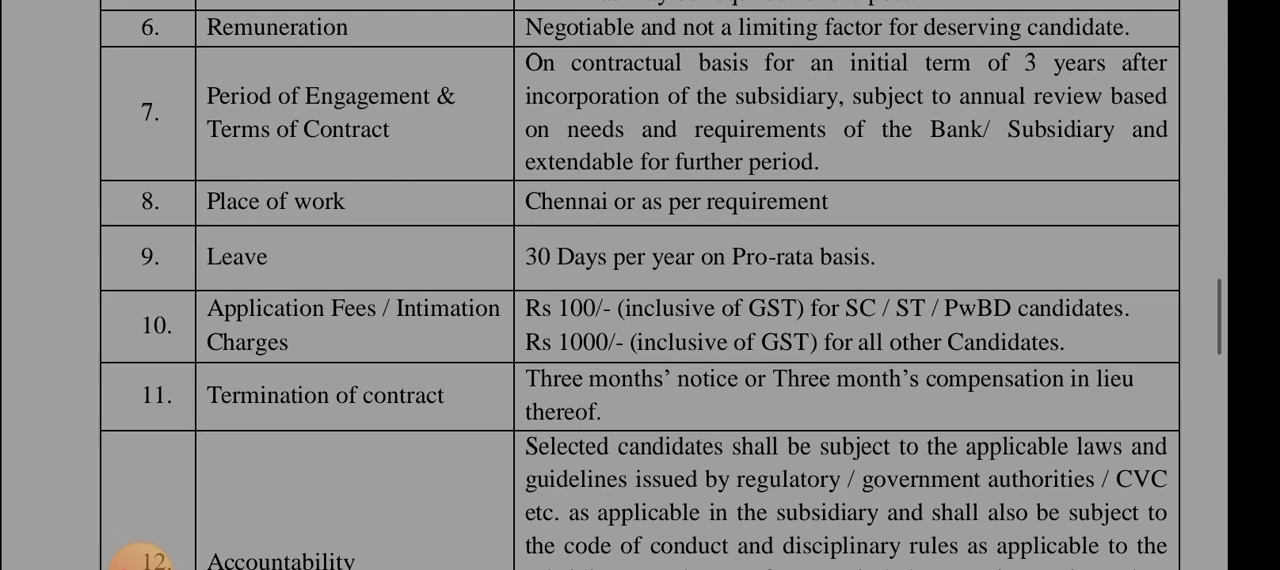 6. Remuneration Negotiable and not a limiting factor for deserving candidate.
7. Period of Engagement & Terms of Contract
On contractual basis for an initial term of 3 years after
incorporation of the subsidiary, subject to annual review based
on needs and requirements of the Bank/ Subsidiary and
extendable for further period.
8. Place of work Chennai or as per requirement
9. Leave 30 Days per year on Pro-rata basis.
10. Application Fees / Intimation Charges
Rs 100/- (inclusive of GST) for SC / ST / PwBD candidates.
Rs 1000/- (inclusive of GST) for all other Candidates.
11. Termination of contract
Three months’ notice or Three month’s compensation in lieu
thereof.
12. Accountability
Selected candidates shall be subject to the applicable laws and
guidelines issued by regulatory / government authorities / CVC
etc. as applicable in the subsidiary and shall also be subject to
the code of conduct and disciplinary rules as applicable to the